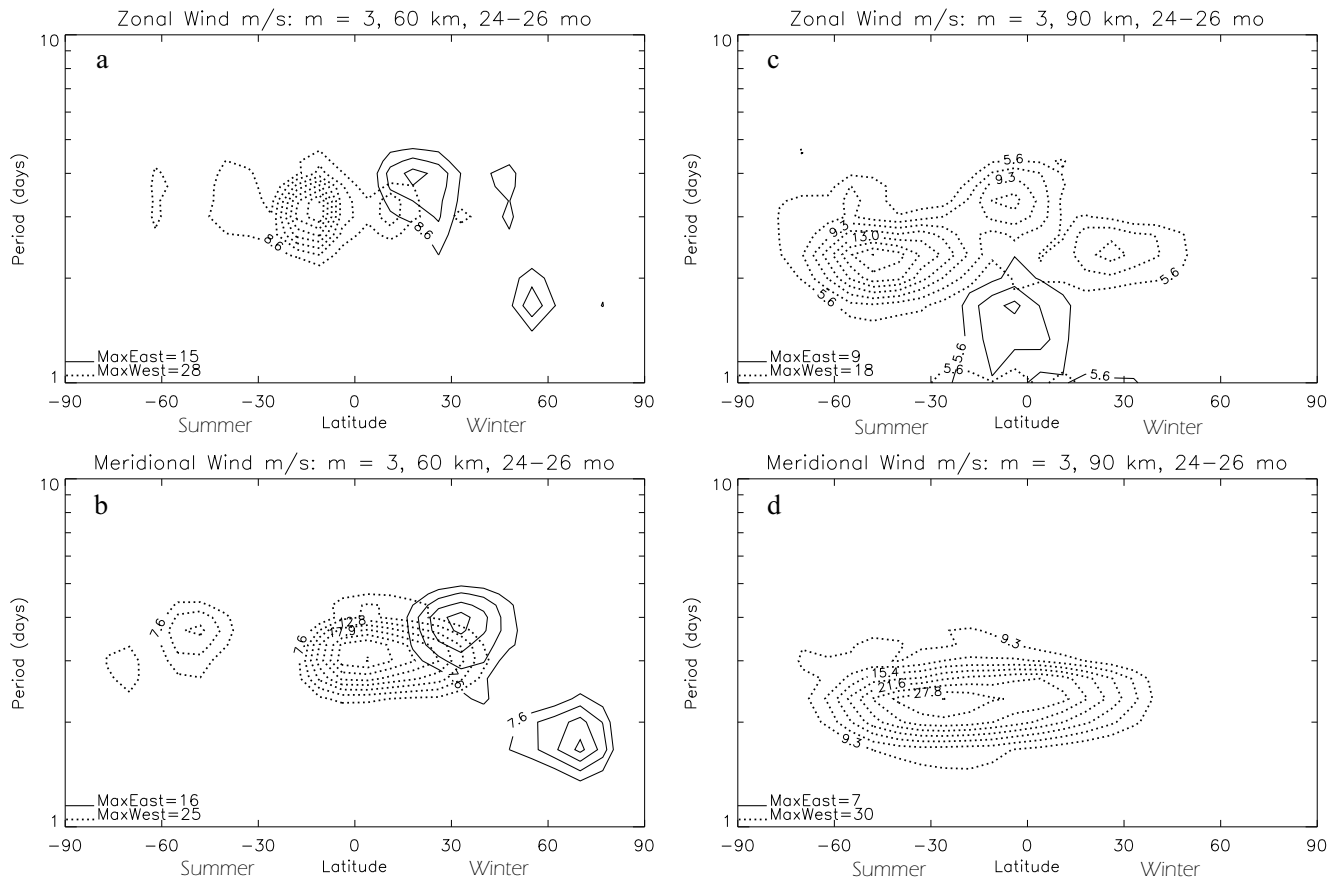 Zonal Wind m/s: m = 3, 60 km, 24−26 mo
a
10
1
Period (days)
8.6
8.6
MaxEast=15
MaxWest=28
−90 −60 −30 0 30 60 90
Summer Latitude Winter
Zonal Wind m/s: m = 3, 90 km, 24−26 mo
c
10
1
Period (days)
5.6
9.3
9.3
13.0
5.6
5.6
5.6
5.6
5.6
MaxEast=9
MaxWest=18
−90 −60 −30 0 30 60 90
Summer Latitude Winter
Meridional Wind m/s: m = 3, 60 km, 24−26 mo
b
10
1
Period (days)
7.6
12.8
17.9
7.6
7.6
7.6
MaxEast=16
MaxWest=25
−90 −60 −30 0 30 60 90
Summer Latitude Winter
Meridional Wind m/s: m = 3, 90 km, 24−26 mo
d
10
1
Period (days)
9.3
15.4
21.6
27.8
9.3
MaxEast=7
MaxWest=30
−90 −60 −30 0 30 60 90
Summer Latitude Winter